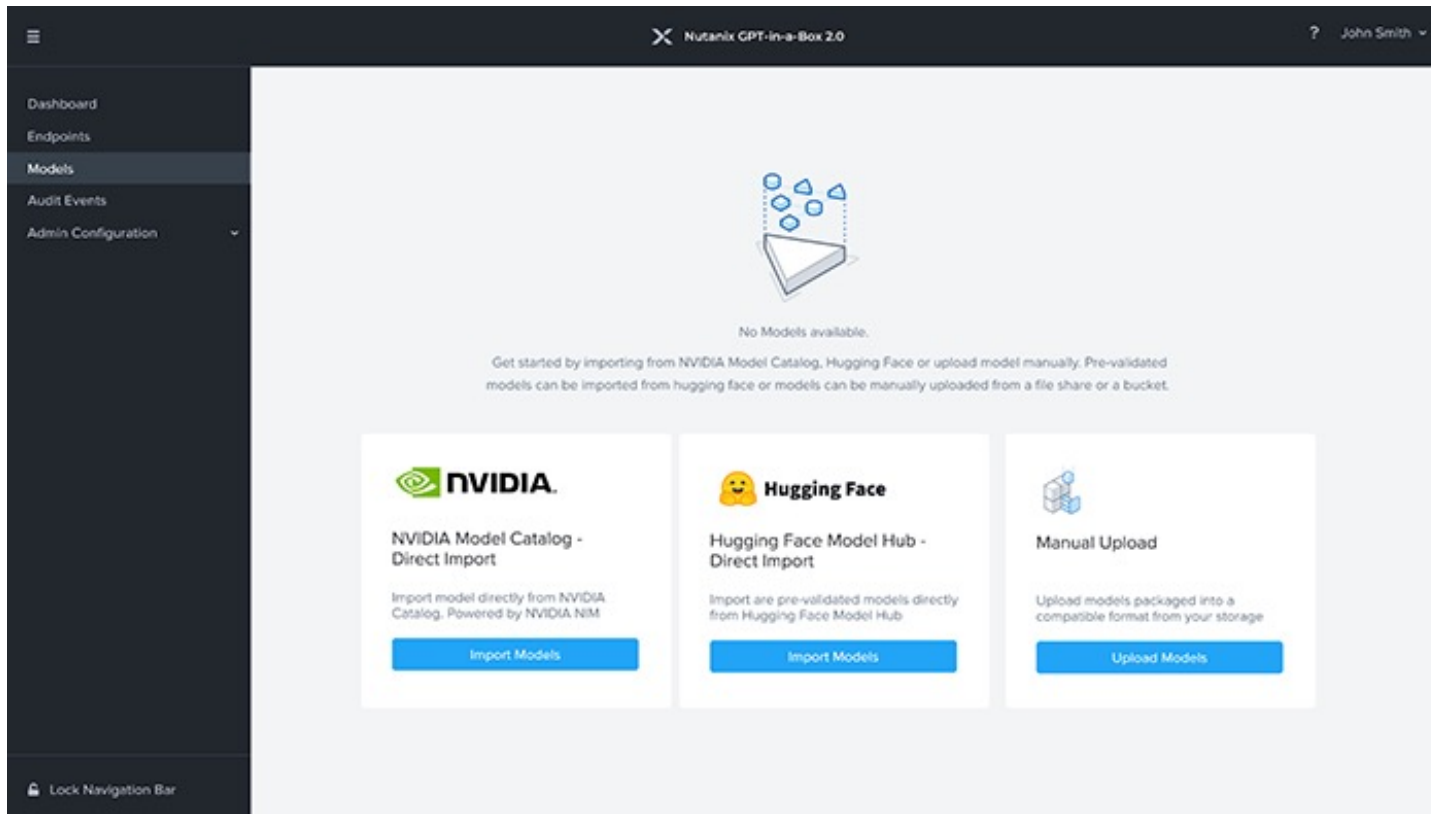 Nutanix GPT-in-a-Box 2.0
? John Smith
Dashboard
Endpoints
Models
Audit Events
Admin Configuration
Lock Navigation Bar
No Models available.
Get started by importing from NVIDIA Model Catalog, Hugging Face or upload model manually. Pre-validated
models can be imported from hugging face or models can be manually uploaded from a file share or a bucket.
NVIDIA.
NVIDIA Model Catalog -
Direct Import
Import model directly from NVIDIA
Catalog. Powered by NVIDIA NIM
Import Models
Hugging Face
Hugging Face Model Hub -
Direct Import
Import are pre-validated models directly
from Hugging Face Model Hub
Import Models
Manual Upload
Upload models packaged into a
compatible format from your storage
Upload Models